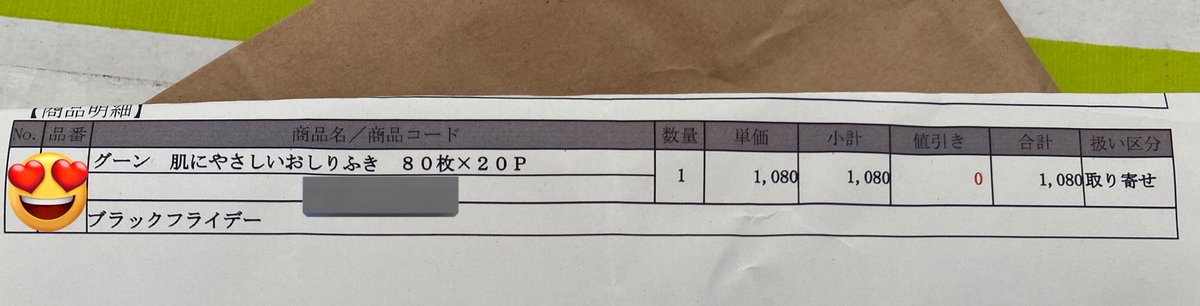 【商品明細】
No. 品番 商品名／商品コード 数量 単価 小計 値引き 合計 扱い区分
グーン 肌にやさしいおしりふき ８０枚×２０Ｐ 1 1,080 1,080 0 1,080 取り寄せ
ブラックフライデー